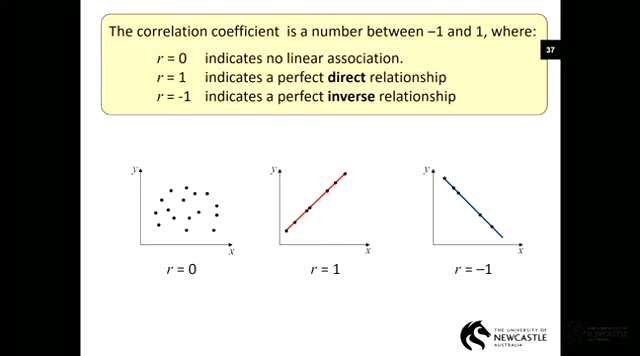 The correlation coefficient is a number between –1 and 1, where:
37
r = 0 indicates no linear association.
r = 1 indicates a perfect direct relationship
r = -1 indicates a perfect inverse relationship
y
x
r = 0
y
x
r = 1
y
x
r = –1
THE UNIVERSITY OF
NEWCASTLE
AUSTRALIA